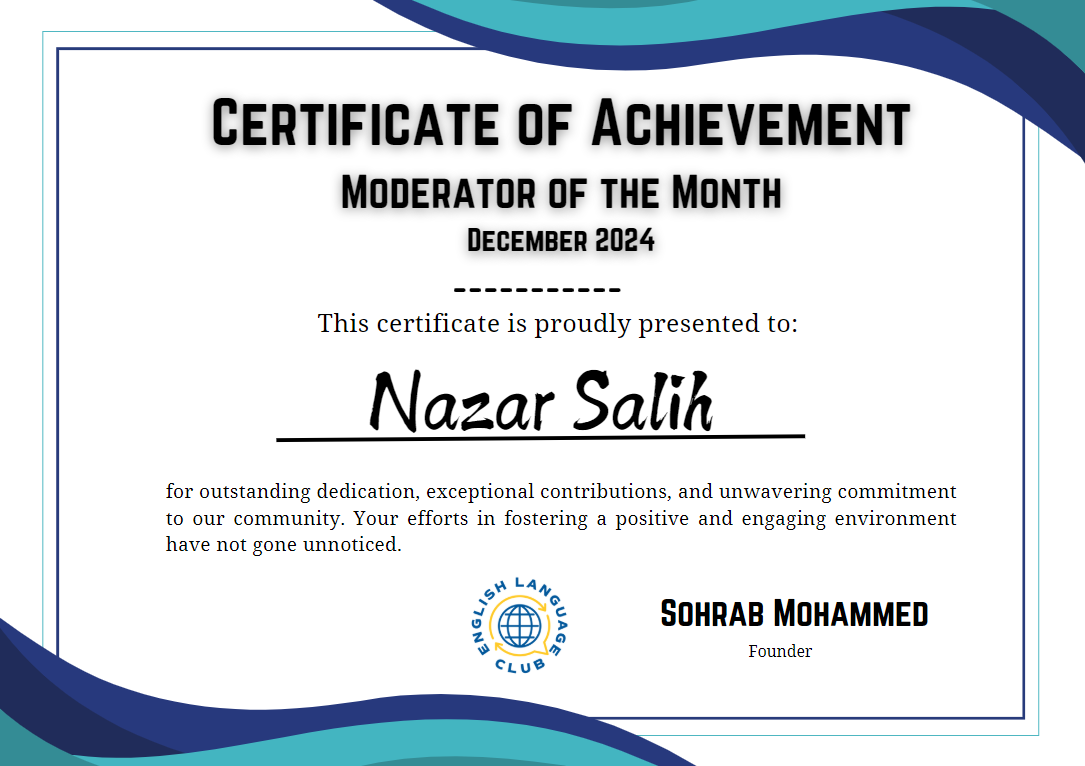 Certificate of Achievement
Moderator of the Month
December 2024
-----------
This certificate is proudly presented to:
Nazar Salih
for outstanding dedication, exceptional contributions, and unwavering commitment
to our community. Your efforts in fostering a positive and engaging environment
have not gone unnoticed.
ENGLISH LANGUAGE
CLUB
Sohrab Mohammed
Founder